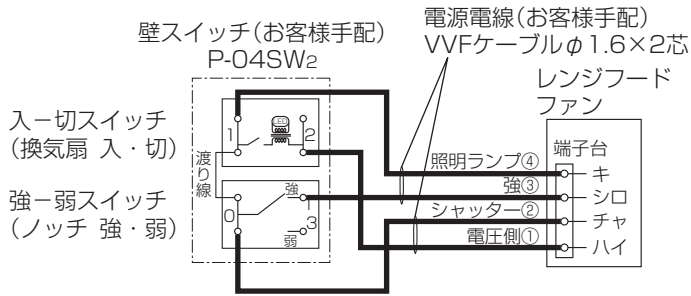 電源電線（お客様手配）
VVFケーブルφ1.6×2芯
壁スイッチ（お客様手配）
P-04SW2
レンジフード
ファン
入－切スイッチ
（換気扇 入・切）
LED
1
2
渡り線
強－弱スイッチ
（ノッチ 強・弱）
強
1
0
3
弱
端子台
照明ランプ④
キ
強③
シロ
シャッター②
チャ
電圧側①
ハイ